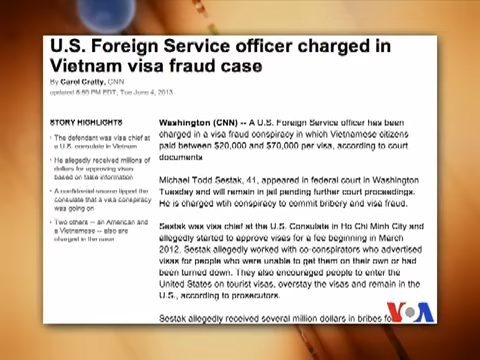 U.S. Foreign Service officer charged in
Vietnam visa fraud case
By Carol Cratty, CNN
updated PM EDT, Tue June 4, 2013
STORY HIGHLIGHTS
The defendant was visa chief at
a U.S. consulate in Vietnam
He allegedly received millions of
dollars for approving visas
based on false information
A confidential source tipped the
consulate that a visa conspiracy
was going on
Two others -- an American and
a Vietnamese -- also are
charged in the case
Washington (CNN) -- A U.S. Foreign Service officer has been
charged in a visa fraud conspiracy in which Vietnamese citizens
paid between $20,000 and $70,000 per visa, according to court
documents
Michael Todd Sestak, 41, appeared in federal court in Washington
Tuesday and will remain in jail pending further court proceedings.
He is charged with conspiracy to commit bribery and visa fraud.
Sestak was visa chief at the U.S. Consulate in Ho Chi Minh City and
allegedly started to approve visas for a fee beginning in March
2012. Sestak allegedly worked with co-conspirators who advertised
visas for people who were unable to get them on their own or had
been turned down. They also encouraged people to enter the
United States on tourist visas, overstay the visas and remain in the
U.S., according to prosecutors.
Sestak allegedly received several million dollars in bribes
VOA